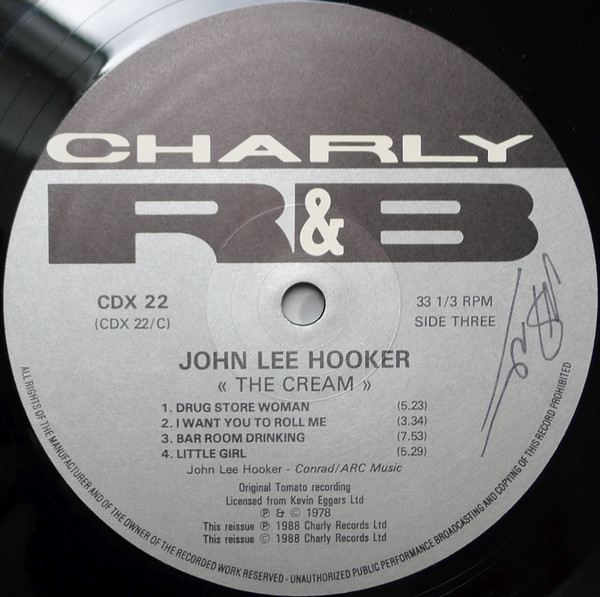 CHARLY
R&B
CDX 22
(CDX 22/C)
33 1/3 RPM
SIDE THREE
JOHN LEE HOOKER
« THE CREAM »
1. DRUG STORE WOMAN (5.23)
2. I WANT YOU TO ROLL ME (3.34)
3. BAR ROOM DRINKING (7.53)
4. LITTLE GIRL (5.29)
John Lee Hooker - Conrad/ARC Music
Original Tomato recording
Licensed from Kevin Eggars Ltd
℗ & © 1978
This reissue ℗ 1988 Charly Records Ltd
This reissue © 1988 Charly Records Ltd
ALL RIGHTS OF THE MANUFACTURER AND OF THE OWNER OF THE RECORDED WORK RESERVED - UNAUTHORIZED PUBLIC PERFORMANCE BROADCASTING AND COPYING OF THIS RECORD PROHIBITED